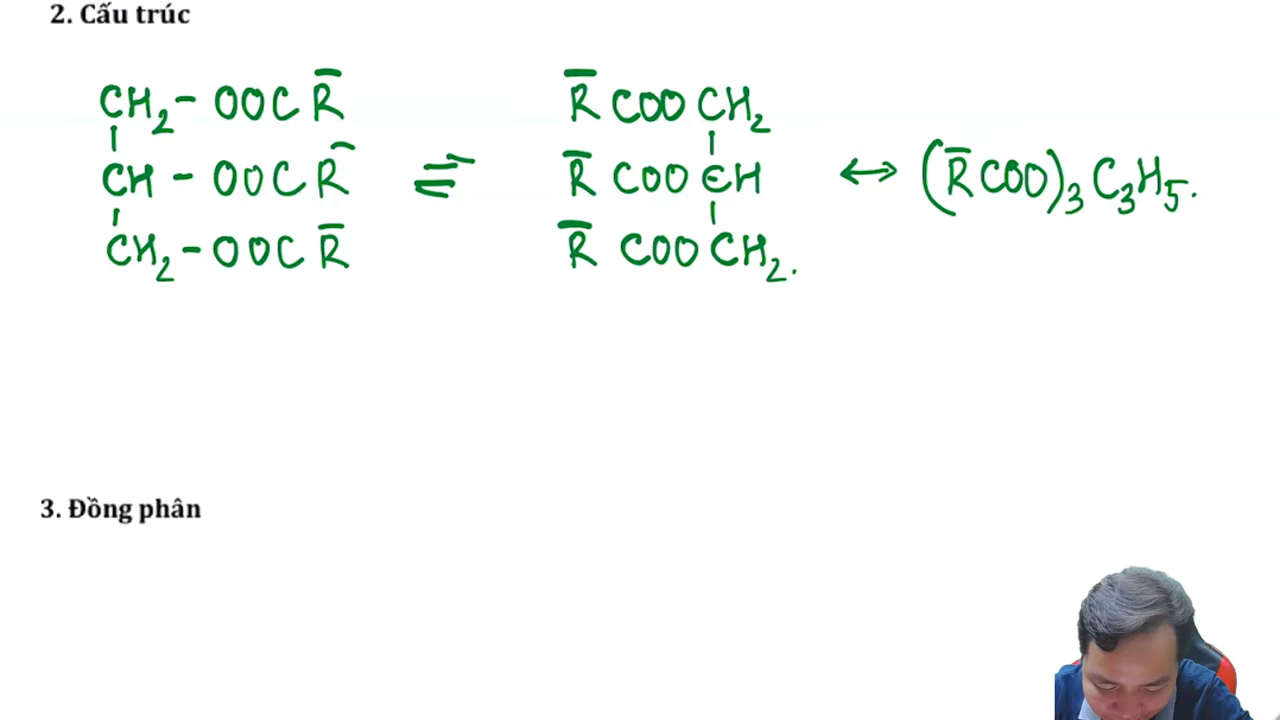 2. Cấu trúc
CH₂ – OOC R̅ R̅ COO CH₂
CH – OOC R̅ = R̅ COO CH ↔ (R̅COO)₃C₃H₅.
CH₂ – OOC R̅ R̅ COO CH₂.
3. Đồng phân